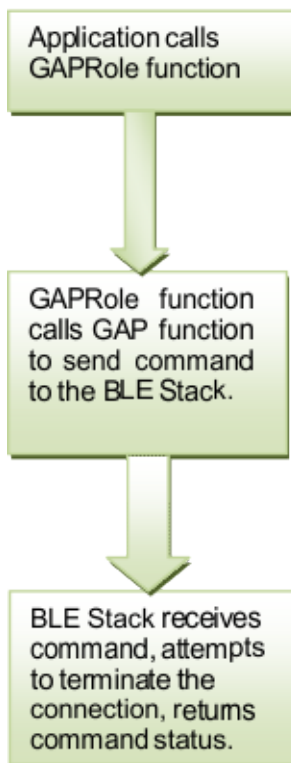 Application calls
GAPRole function
GAPRole function
calls GAP function
to send command
to the BLE Stack.
BLE Stack receives
command, attempts
to terminate the
connection, returns
command status.